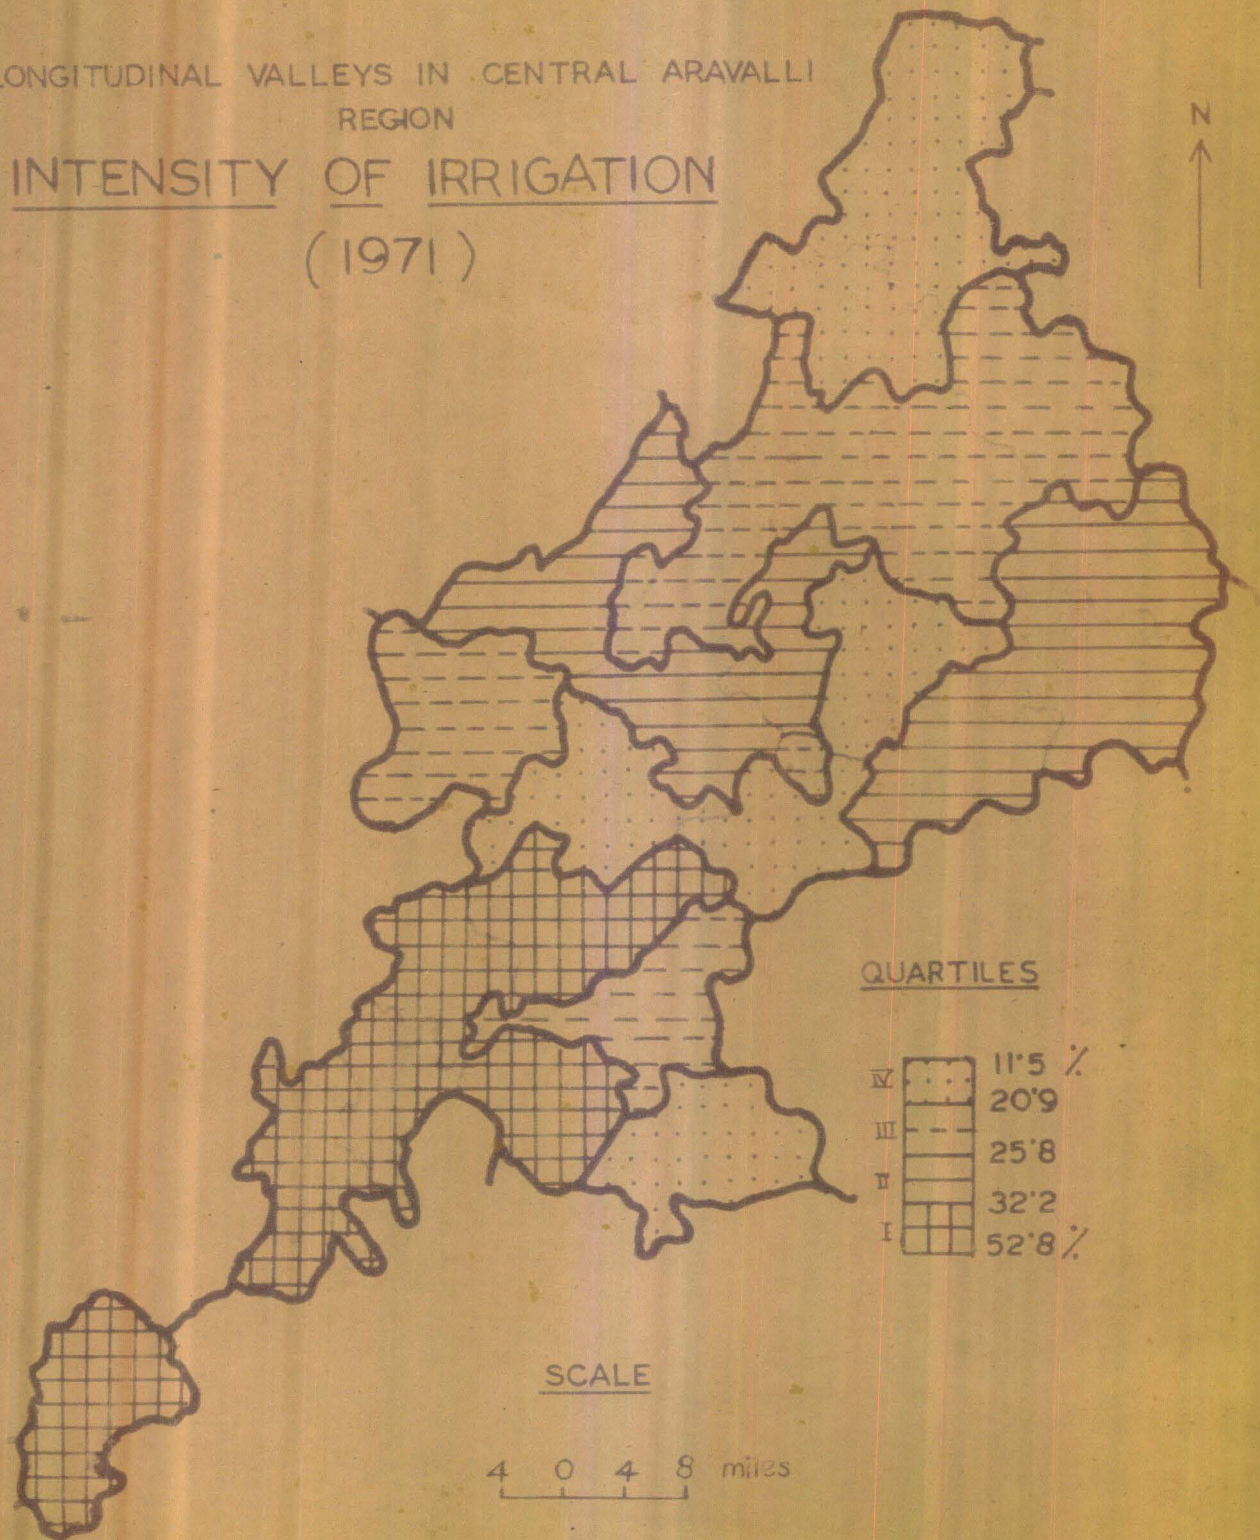 LONGITUDINAL VALLEYS IN CENTRAL ARAVALLI
REGION
INTENSITY OF IRRIGATION
(1971)
N
QUARTILES
IV
III
II
I
11·5 %
20·9
25·8
32·2
52·8 %
SCALE
4 0 4 8 miles